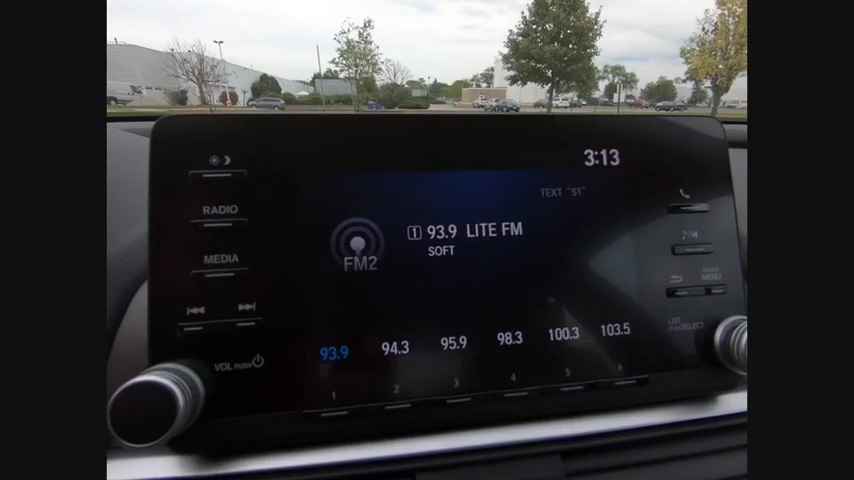 3:13
TEXT "ST"
RADIO
1 93.9 LITE FM
SOFT
FM2
MEDIA
MENU
LIST
PUSH SELECT
VOL PUSH
93.9 94.3 95.9 98.3 100.3 103.5
1 2 3 4 5 6